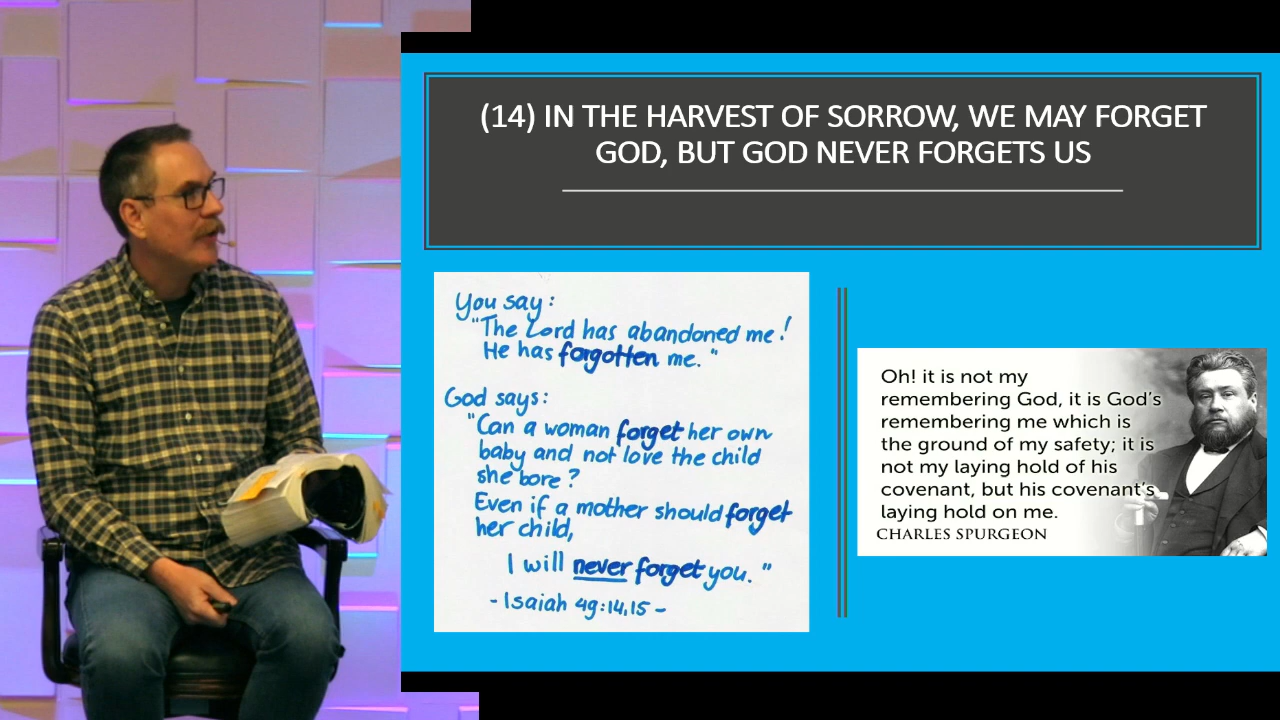 (14) IN THE HARVEST OF SORROW, WE MAY FORGET
GOD, BUT GOD NEVER FORGETS US
You say:
"The Lord has abandoned me!
He has forgotten me."
God says:
"Can a woman forget her own
baby and not love the child
she bore?
Even if a mother should forget
her child,
I will never forget you."
- Isaiah 49:14,15 -
Oh! it is not my
remembering God, it is God's
remembering me which is
the ground of my safety; it is
not my laying hold of his
covenant, but his covenant's
laying hold on me.
CHARLES SPURGEON